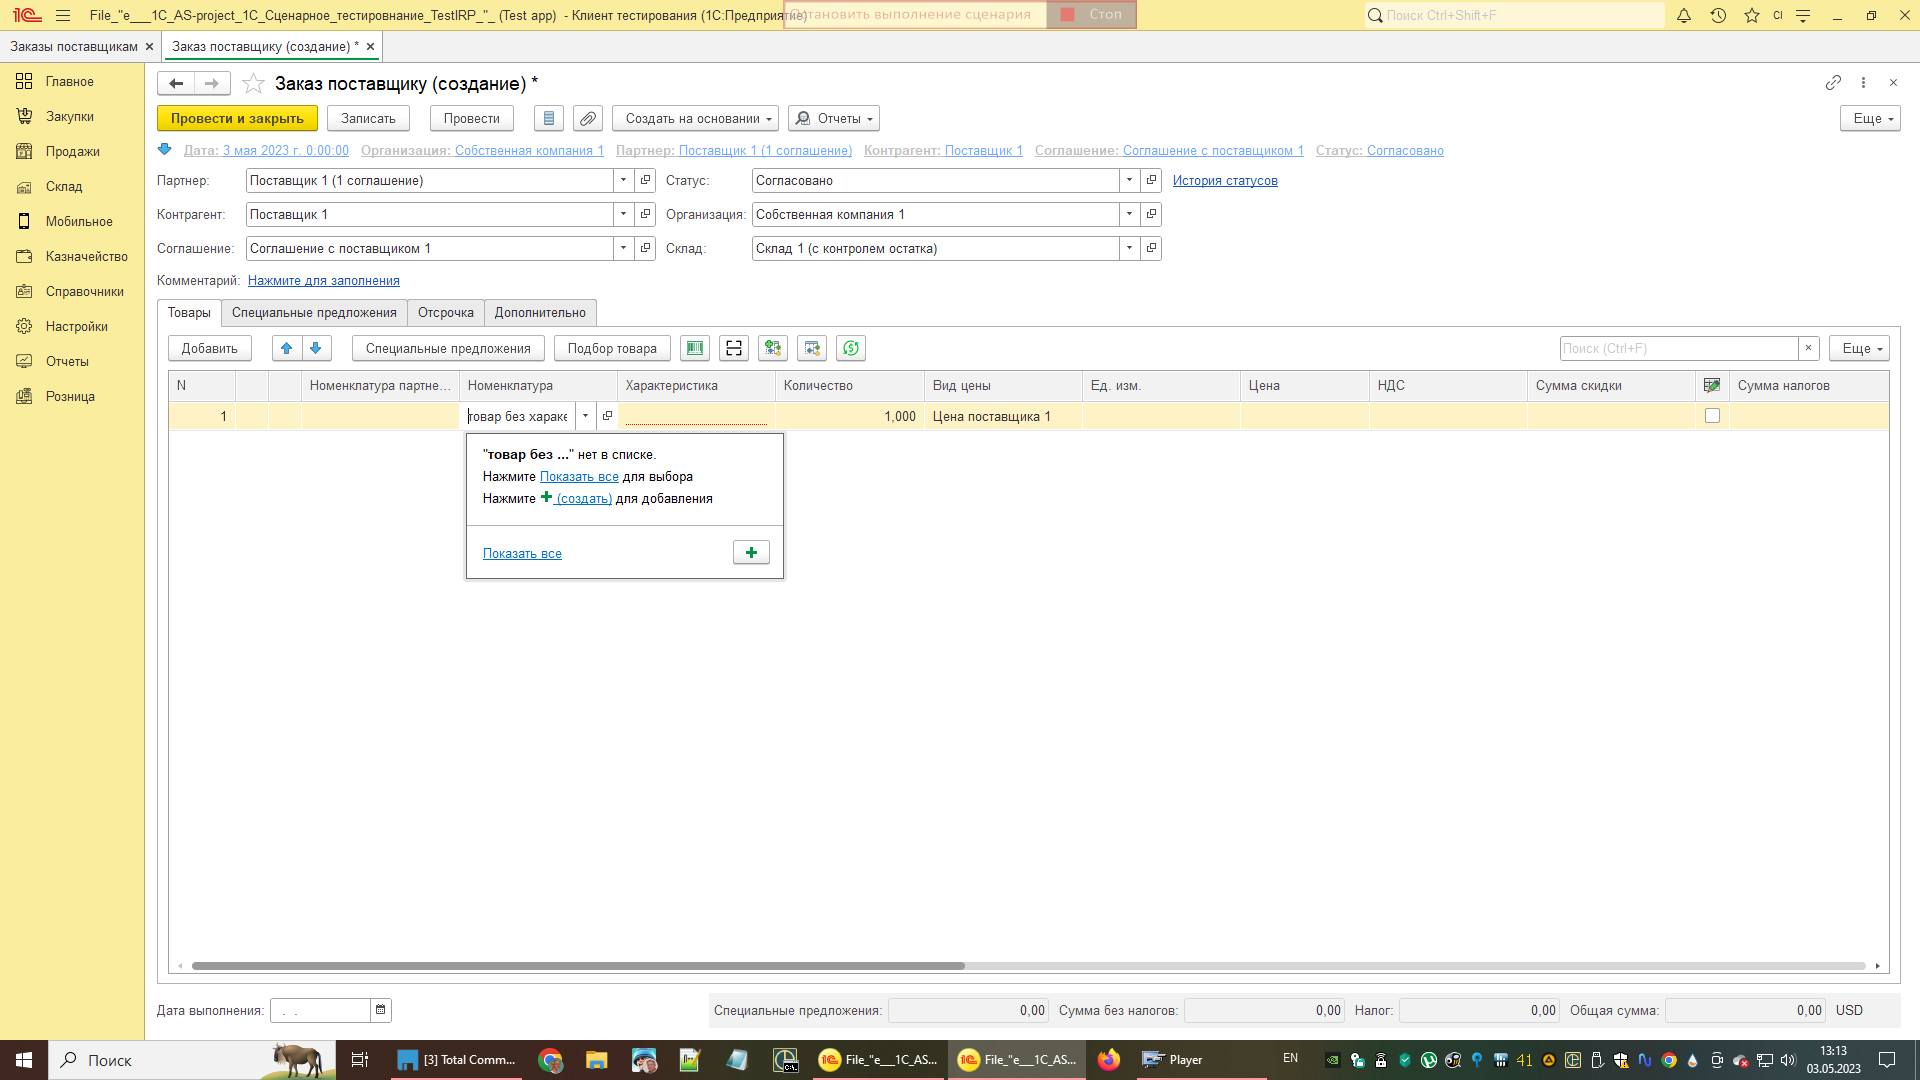 File_"e___1C_AS-project_1C_Сценарное_тестировнание_TestIRP_"_ (Test app) - Клиент тестирования (1С:Предприятие)
Остановить выполнение сценария
Стоп
Поиск Ctrl+Shift+F
CI
Заказы поставщикам
Заказ поставщику (создание) *
Главное
Закупки
Продажи
Склад
Мобильное
Казначейство
Справочники
Настройки
Отчеты
Розница
Заказ поставщику (создание) *
Провести и закрыть
Записать
Провести
Создать на основании
Отчеты
Еще
Дата: 3 мая 2023 г. 0:00:00 Организация: Собственная компания 1 Партнер: Поставщик 1 (1 соглашение) Контрагент: Поставщик 1 Соглашение: Соглашение с поставщиком 1 Статус: Согласовано
Партнер: Поставщик 1 (1 соглашение) Статус: Согласовано История статусов
Контрагент: Поставщик 1 Организация: Собственная компания 1
Соглашение: Соглашение с поставщиком 1 Склад: Склад 1 (с контролем остатка)
Комментарий: Нажмите для заполнения
Товары Специальные предложения Отсрочка Дополнительно
Добавить Специальные предложения Подбор товара Поиск (Ctrl+F) Еще
N Номенклатура партне... Номенклатура Характеристика Количество Вид цены Ед. изм. Цена НДС Сумма скидки Сумма налогов
1 товар без характ 1,000 Цена поставщика 1
"товар без ..." нет в списке.
Нажмите Показать все для выбора
Нажмите + (создать) для добавления
Показать все
Дата выполнения: . . Специальные предложения: 0,00 Сумма без налогов: 0,00 Налог: 0,00 Общая сумма: 0,00 USD
Поиск
[3] Total Comm...
File_"e___1C_AS...
File_"e___1C_AS...
Player
EN
41
13:13
03.05.2023